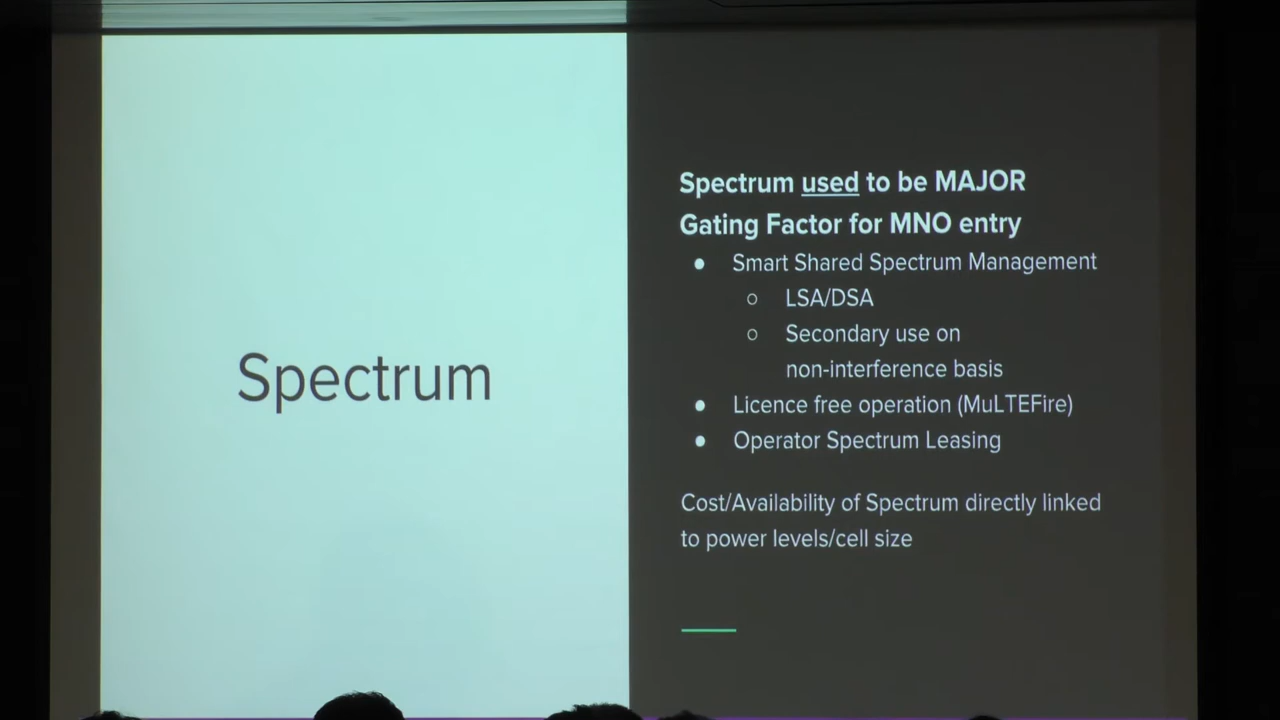 Spectrum
Spectrum used to be MAJOR
Gating Factor for MNO entry
● Smart Shared Spectrum Management
○ LSA/DSA
○ Secondary use on
non-interference basis
● Licence free operation (MuLTEFire)
● Operator Spectrum Leasing
Cost/Availability of Spectrum directly linked
to power levels/cell size